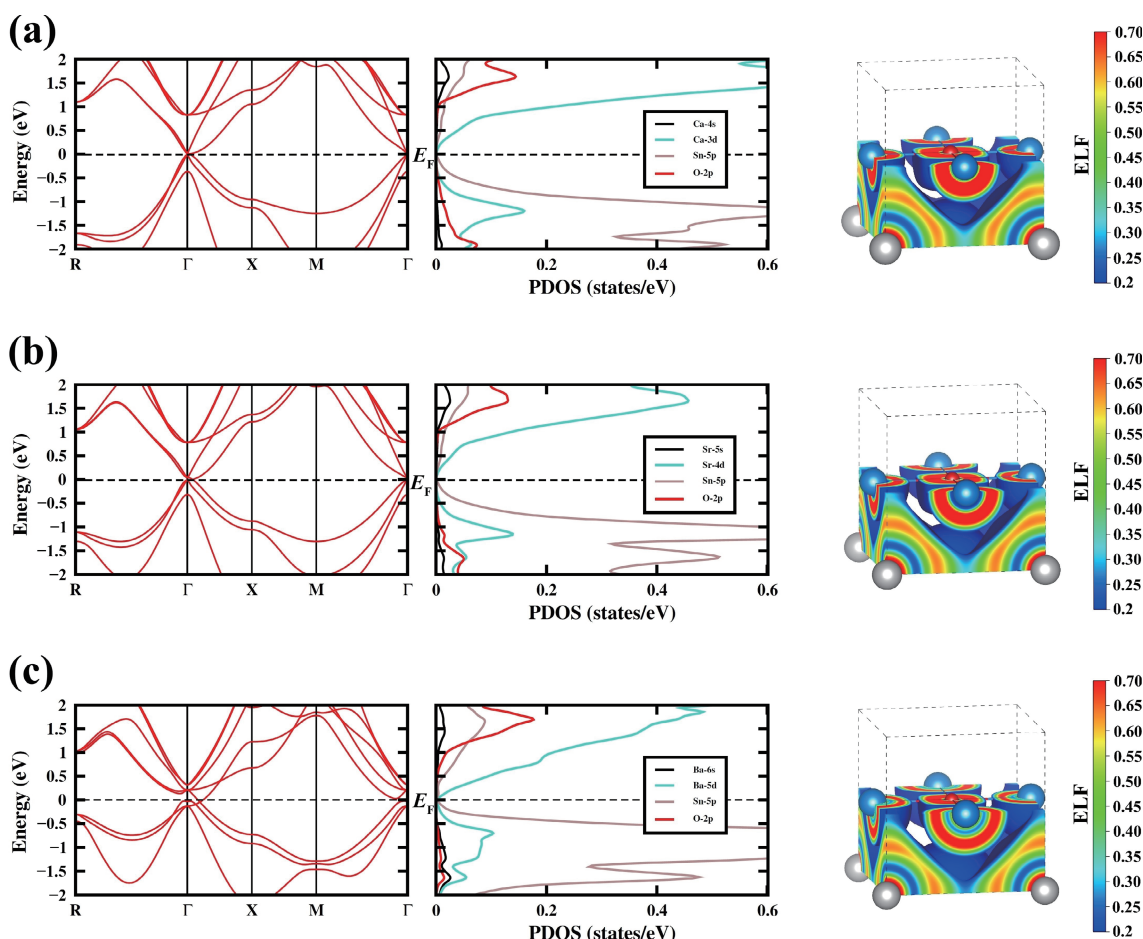 (a)
Energy (eV)
2
1.5
1
0.5
0
−0.5
−1
−1.5
−2
R Γ X M Γ
E_F
Ca-4s
Ca-3d
Sn-5p
O-2p
0 0.2 0.4 0.6
PDOS (states/eV)
ELF
0.70
0.65
0.60
0.55
0.50
0.45
0.40
0.35
0.30
0.25
0.2
(b)
Energy (eV)
2
1.5
1
0.5
0
−0.5
−1
−1.5
−2
R Γ X M Γ
E_F
Sr-5s
Sr-4d
Sn-5p
O-2p
0 0.2 0.4 0.6
PDOS (states/eV)
ELF
0.70
0.65
0.60
0.55
0.50
0.45
0.40
0.35
0.30
0.25
0.2
(c)
Energy (eV)
2
1.5
1
0.5
0
−0.5
−1
−1.5
−2
R Γ X M Γ
E_F
Ba-6s
Ba-5d
Sn-5p
O-2p
0 0.2 0.4 0.6
PDOS (states/eV)
ELF
0.70
0.65
0.60
0.55
0.50
0.45
0.40
0.35
0.30
0.25
0.2